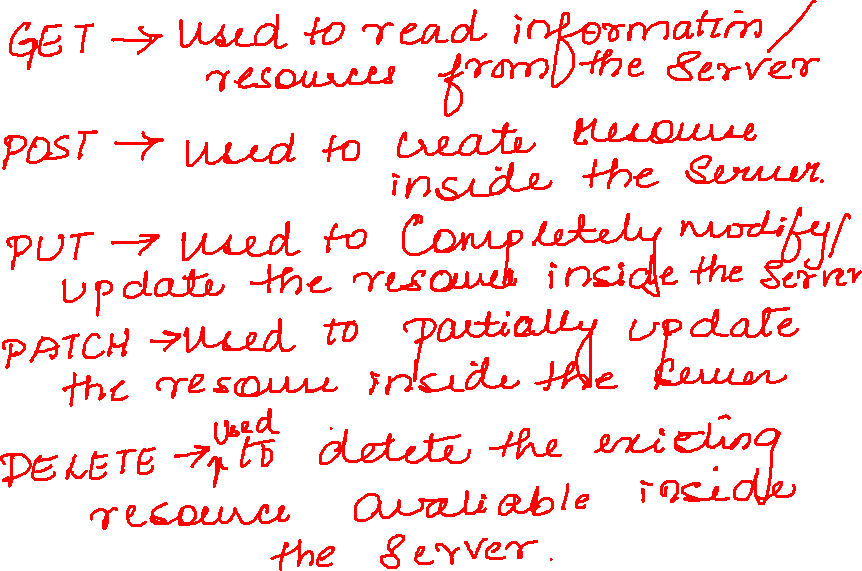 GET → Used to read information/
resources from the Server
POST → Used to create resource
inside the Server.
PUT → Used to Completely modify/
update the resource inside the Server
PATCH → Used to partially update
the resource inside the Server
DELETE → Used to delete the existing
resource avaliable inside
the Server.